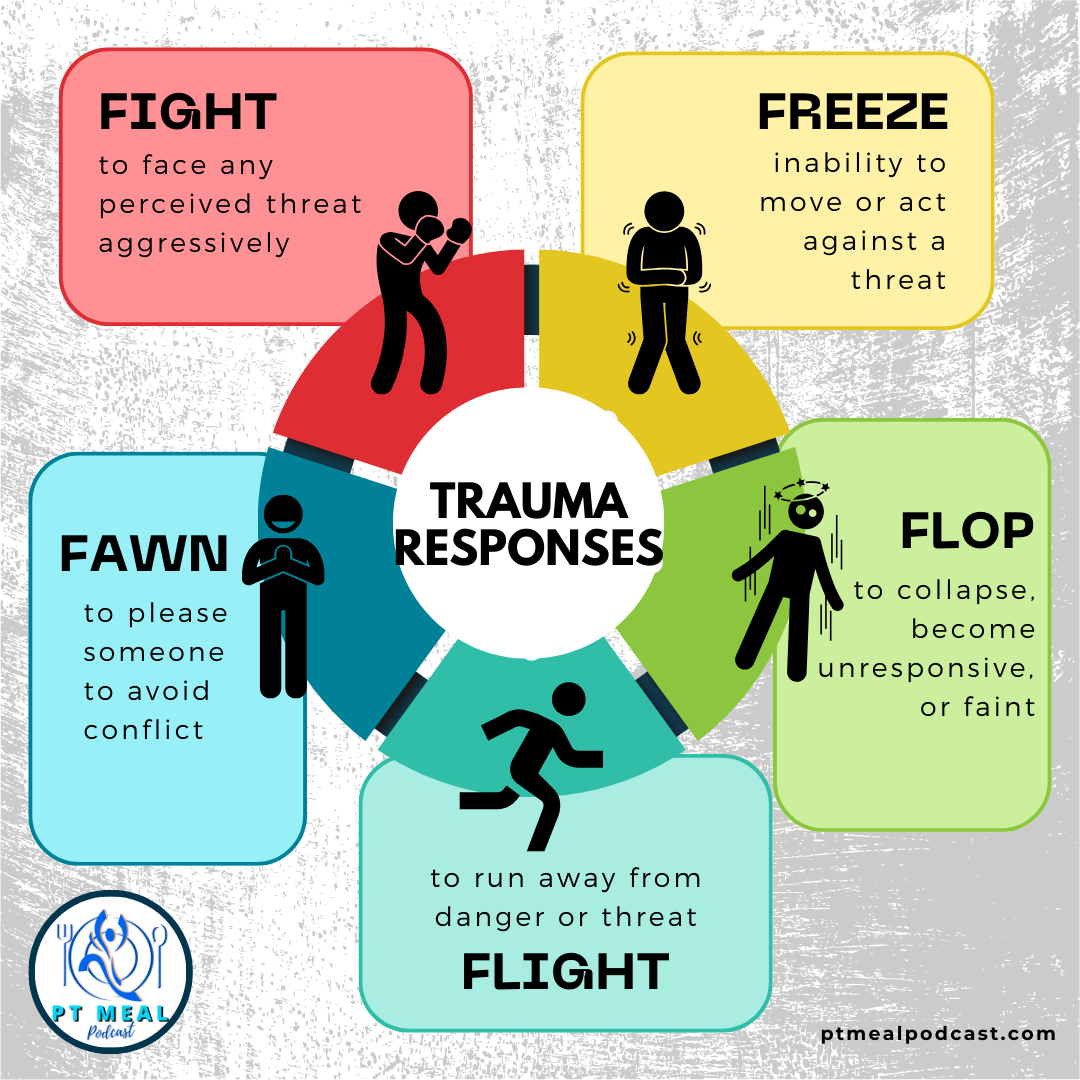 FIGHT
to face any
perceived threat
aggressively
FREEZE
inability to
move or act
against a
threat
TRAUMA
RESPONSES
FAWN
to please
someone
to avoid
conflict
FLOP
to collapse,
become
unresponsive,
or faint
to run away from
danger or threat
FLIGHT
PT MEAL
Podcast
ptmealpodcast.com